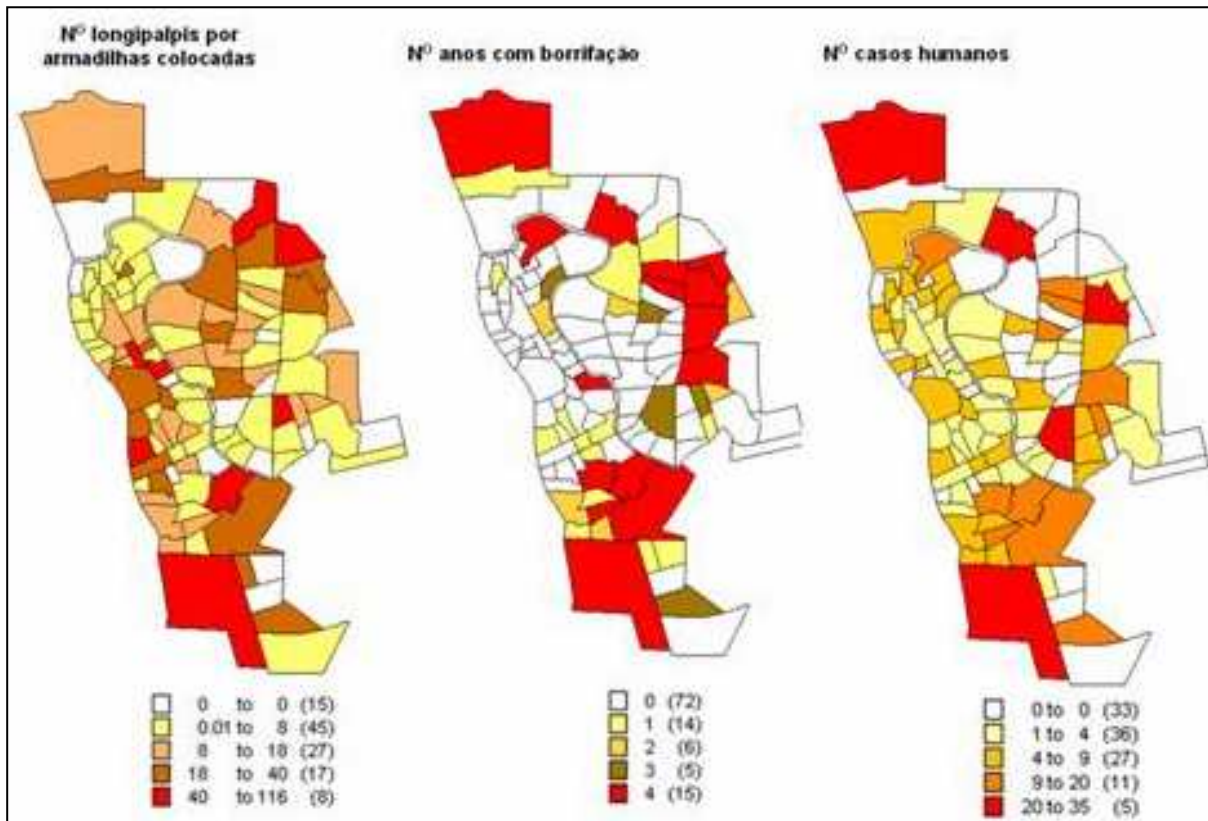 Nº longipalpis por
armadilhas colocadas
Nº anos com borrifação
Nº casos humanos
0 to 0 (15)
0.01 to 8 (45)
8 to 18 (27)
18 to 40 (17)
40 to 116 (8)
0 (72)
1 (14)
2 (6)
3 (5)
4 (15)
0 to 0 (33)
1 to 4 (36)
4 to 9 (27)
9 to 20 (11)
20 to 35 (5)